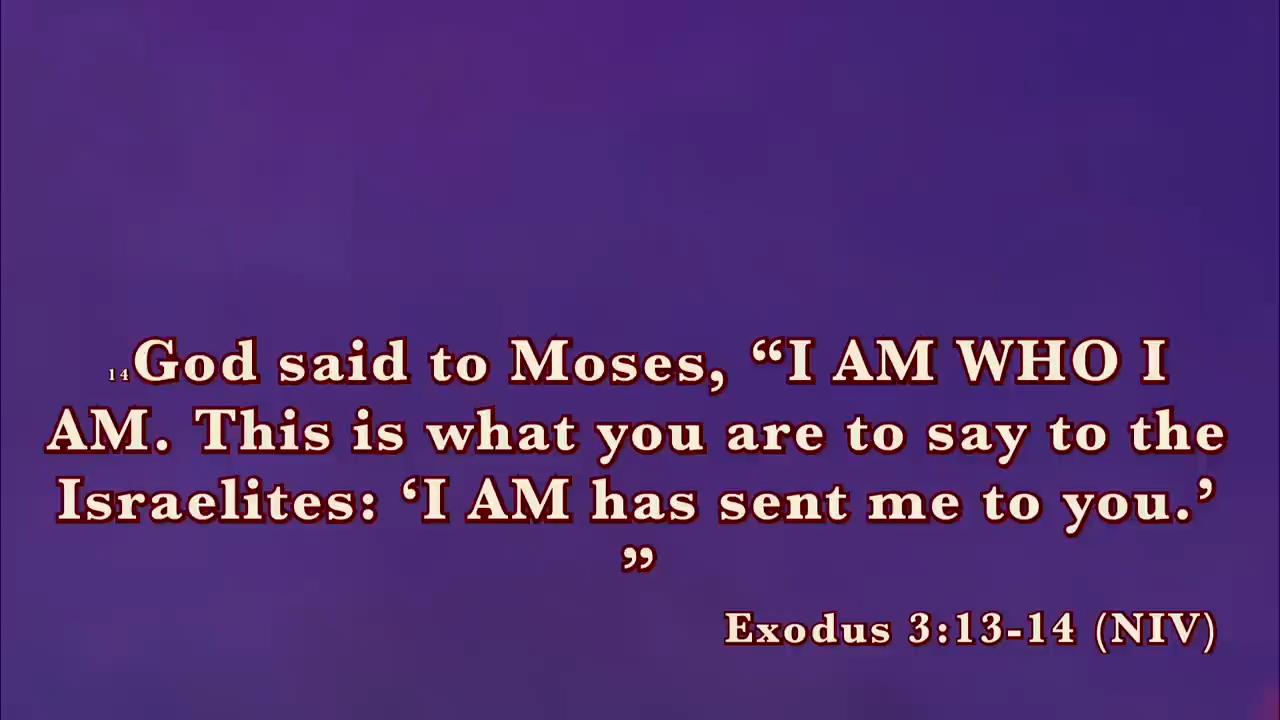 14God said to Moses, “I AM WHO I
AM. This is what you are to say to the
Israelites: ‘I AM has sent me to you.’
”
Exodus 3:13-14 (NIV)